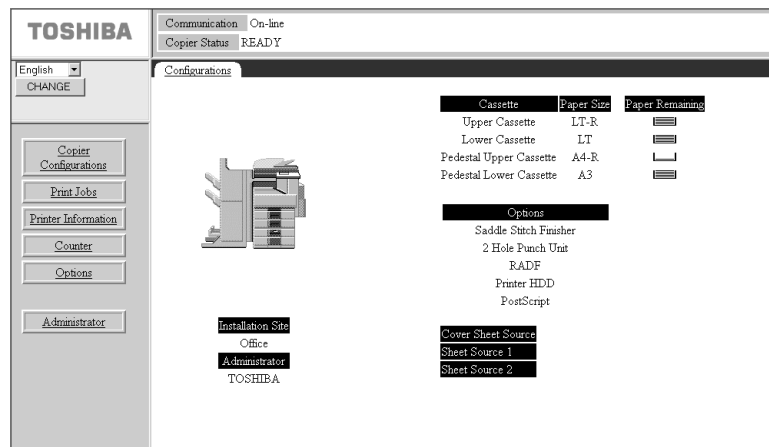 TOSHIBA
Communication On-line
Copier Status READY
English
CHANGE
Configurations
Copier
Configurations
Print Jobs
Printer Information
Counter
Options
Administrator
Cassette Paper Size Paper Remaining
Upper Cassette LT-R
Lower Cassette LT
Pedestal Upper Cassette A4-R
Pedestal Lower Cassette A3
Options
Saddle Stitch Finisher
2 Hole Punch Unit
RADF
Printer HDD
PostScript
Installation Site
Office
Administrator
TOSHIBA
Cover Sheet Source
Sheet Source 1
Sheet Source 2